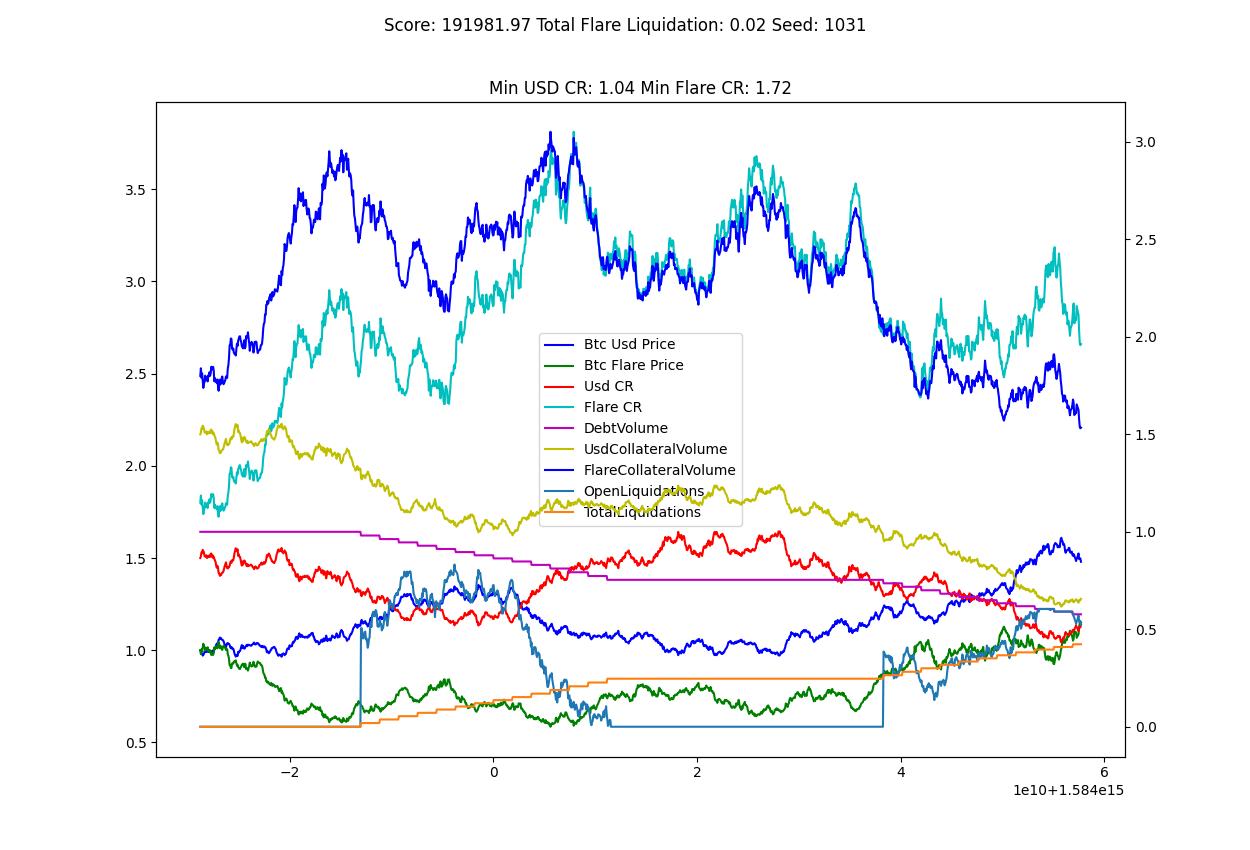 Score: 191981.97 Total Flare Liquidation: 0.02 Seed: 1031
Min USD CR: 1.04 Min Flare CR: 1.72
3.5
3.0
2.5
2.0
1.5
1.0
0.5
3.0
2.5
2.0
1.5
1.0
0.5
0.0
Btc Usd Price
Btc Flare Price
Usd CR
Flare CR
DebtVolume
UsdCollateralVolume
FlareCollateralVolume
OpenLiquidations
TotalLiquidations
−2 0 2 4 6
1e10+1.584e15